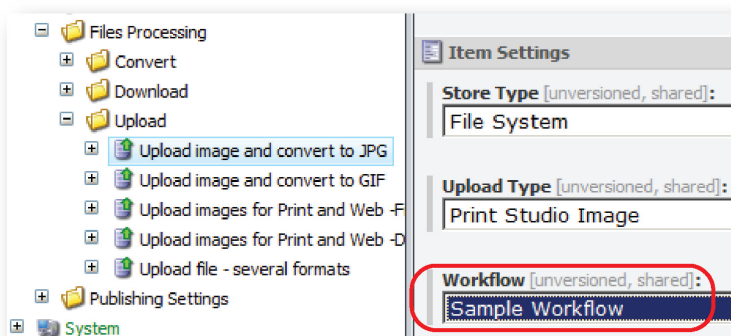 Files Processing
Convert
Download
Upload
Upload image and convert to JPG
Upload image and convert to GIF
Upload images for Print and Web -F
Upload images for Print and Web -D
Upload file - several formats
Publishing Settings
System
Item Settings
Store Type [unversioned, shared]:
File System
Upload Type [unversioned, shared]:
Print Studio Image
Workflow [unversioned, shared]:
Sample Workflow